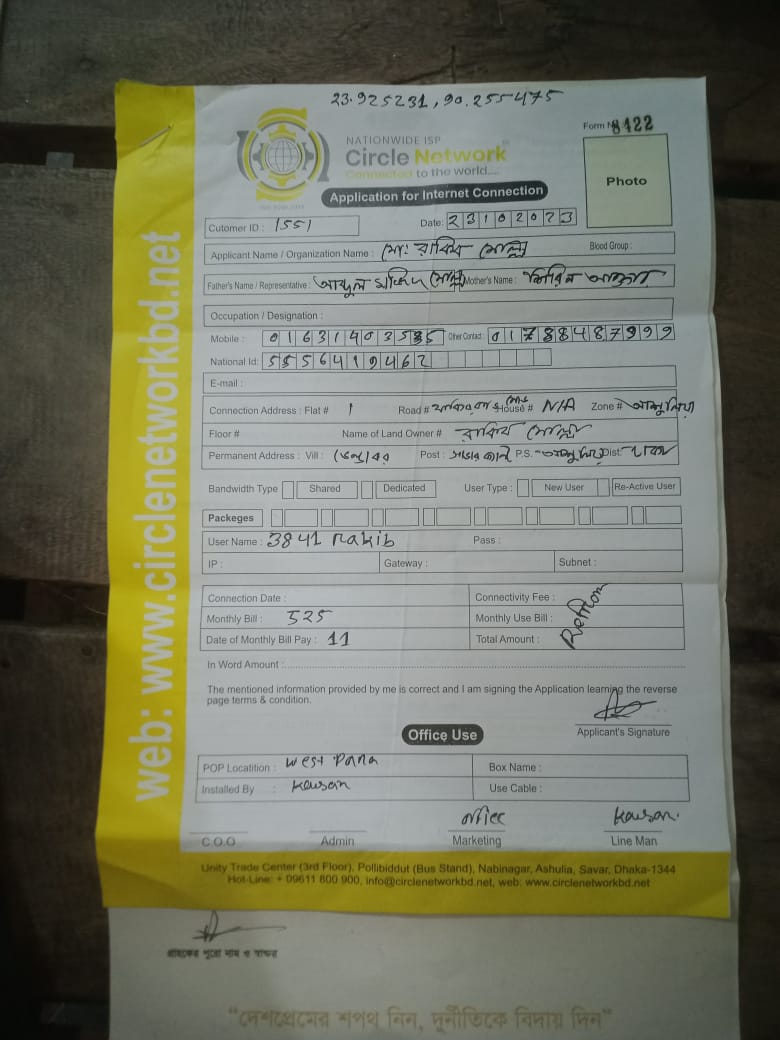 23.925231, 90.255475
NATIONWIDE ISP
Circle Network
Connected to the world....
Form No 8122
Photo
Application for Internet Connection
Cutomer ID : 1551
Date: 23102023
Applicant Name / Organization Name : মো: রাকিব মোল্লা Blood Group :
Father's Name / Representative : আব্দুল মজিদ মোল্লা Mother's Name : শিরিন আক্তার
Occupation / Designation :
Mobile : Other Contact: 01788487999
National Id: 5556419462
E-mail :
Connection Address : Flat # 1 Road # House # N/A Zone # আশুলিয়া
Floor # Name of Land Owner # রাকিব মোল্লা
Permanent Address : Vill : Post : P.S. - আশুলিয়া Dist: ঢাকা
Bandwidth Type Shared Dedicated User Type : New User Re-Active User
Packeges
User Name : 3841 rakib Pass :
IP : Gateway : Subnet :
Connection Date : Connectivity Fee :
Monthly Bill : 525 Monthly Use Bill :
Date of Monthly Bill Pay : 11 Total Amount :
In Word Amount :
The mentioned information provided by me is correct and I am signing the Application learning the reverse
page terms & condition.
Applicant's Signature
Office Use
POP Locatition : West Para Box Name :
Installed By : Kawsar Use Cable :
office Kawsar.
C.O.O Admin Marketing Line Man
Unity Trade Center (3rd Floor), Pollibiddut (Bus Stand), Nabinagar, Ashulia, Savar, Dhaka-1344
Hot-Line: + 09611 800 900, info@circlenetworkbd.net, web: www.circlenetworkbd.net
web: www.circlenetworkbd.net
গ্রাহকের পুরো নাম ও স্বাক্ষর
"দেশপ্রেমের শপথ নিন, দুর্নীতিকে বিদায় দিন"